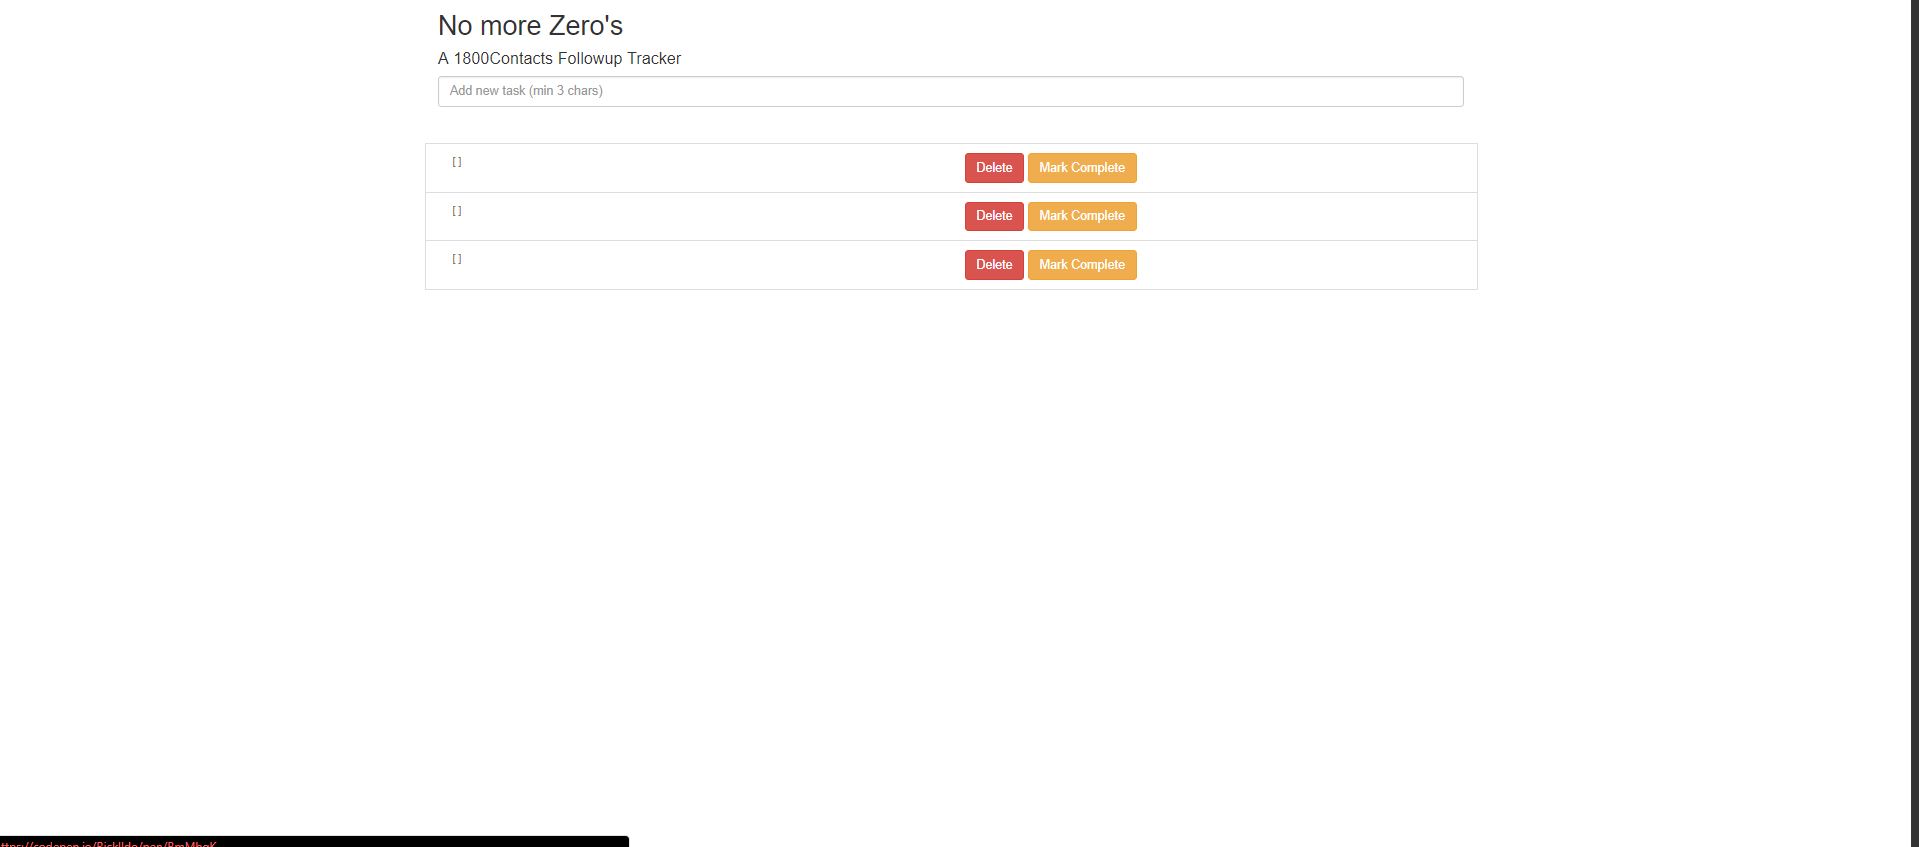 No more Zero's
A 1800Contacts Followup Tracker
Add new task (min 3 chars)
[ ] Delete Mark Complete
[ ] Delete Mark Complete
[ ] Delete Mark Complete